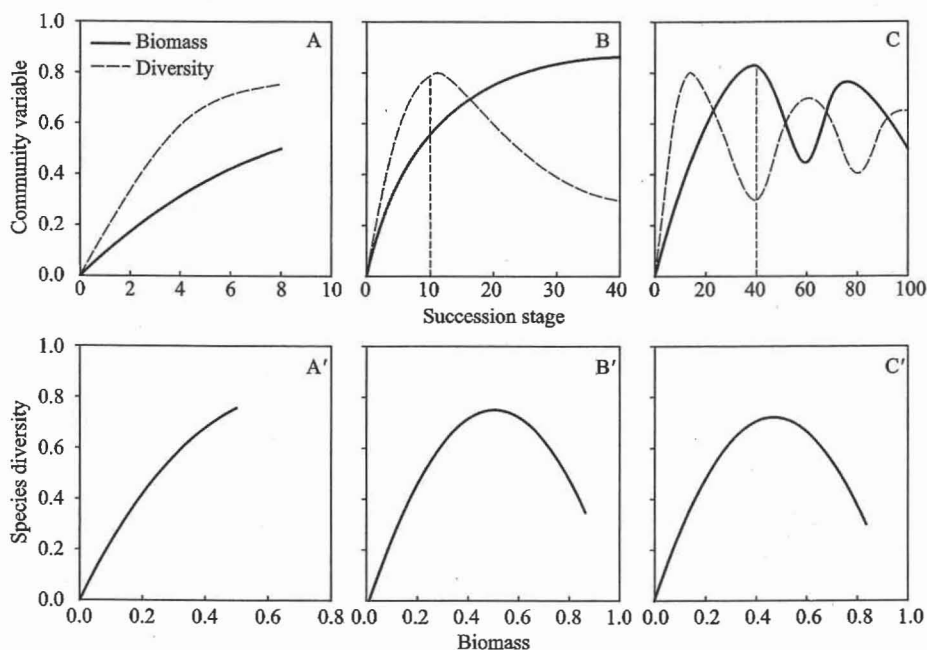 1.0
0.8
0.6
0.4
0.2
0.0
Community variable
Biomass
Diversity
A
B
C
0 2 4 6 8 10
0 10 20 30 40
0 20 40 60 80 100
Succession stage
1.0
0.8
0.6
0.4
0.2
0.0
Species diversity
A′
B′
C′
0.0 0.2 0.4 0.6 0.8
0.0 0.2 0.4 0.6 0.8 1.0
0.0 0.2 0.4 0.6 0.8 1.0
Biomass